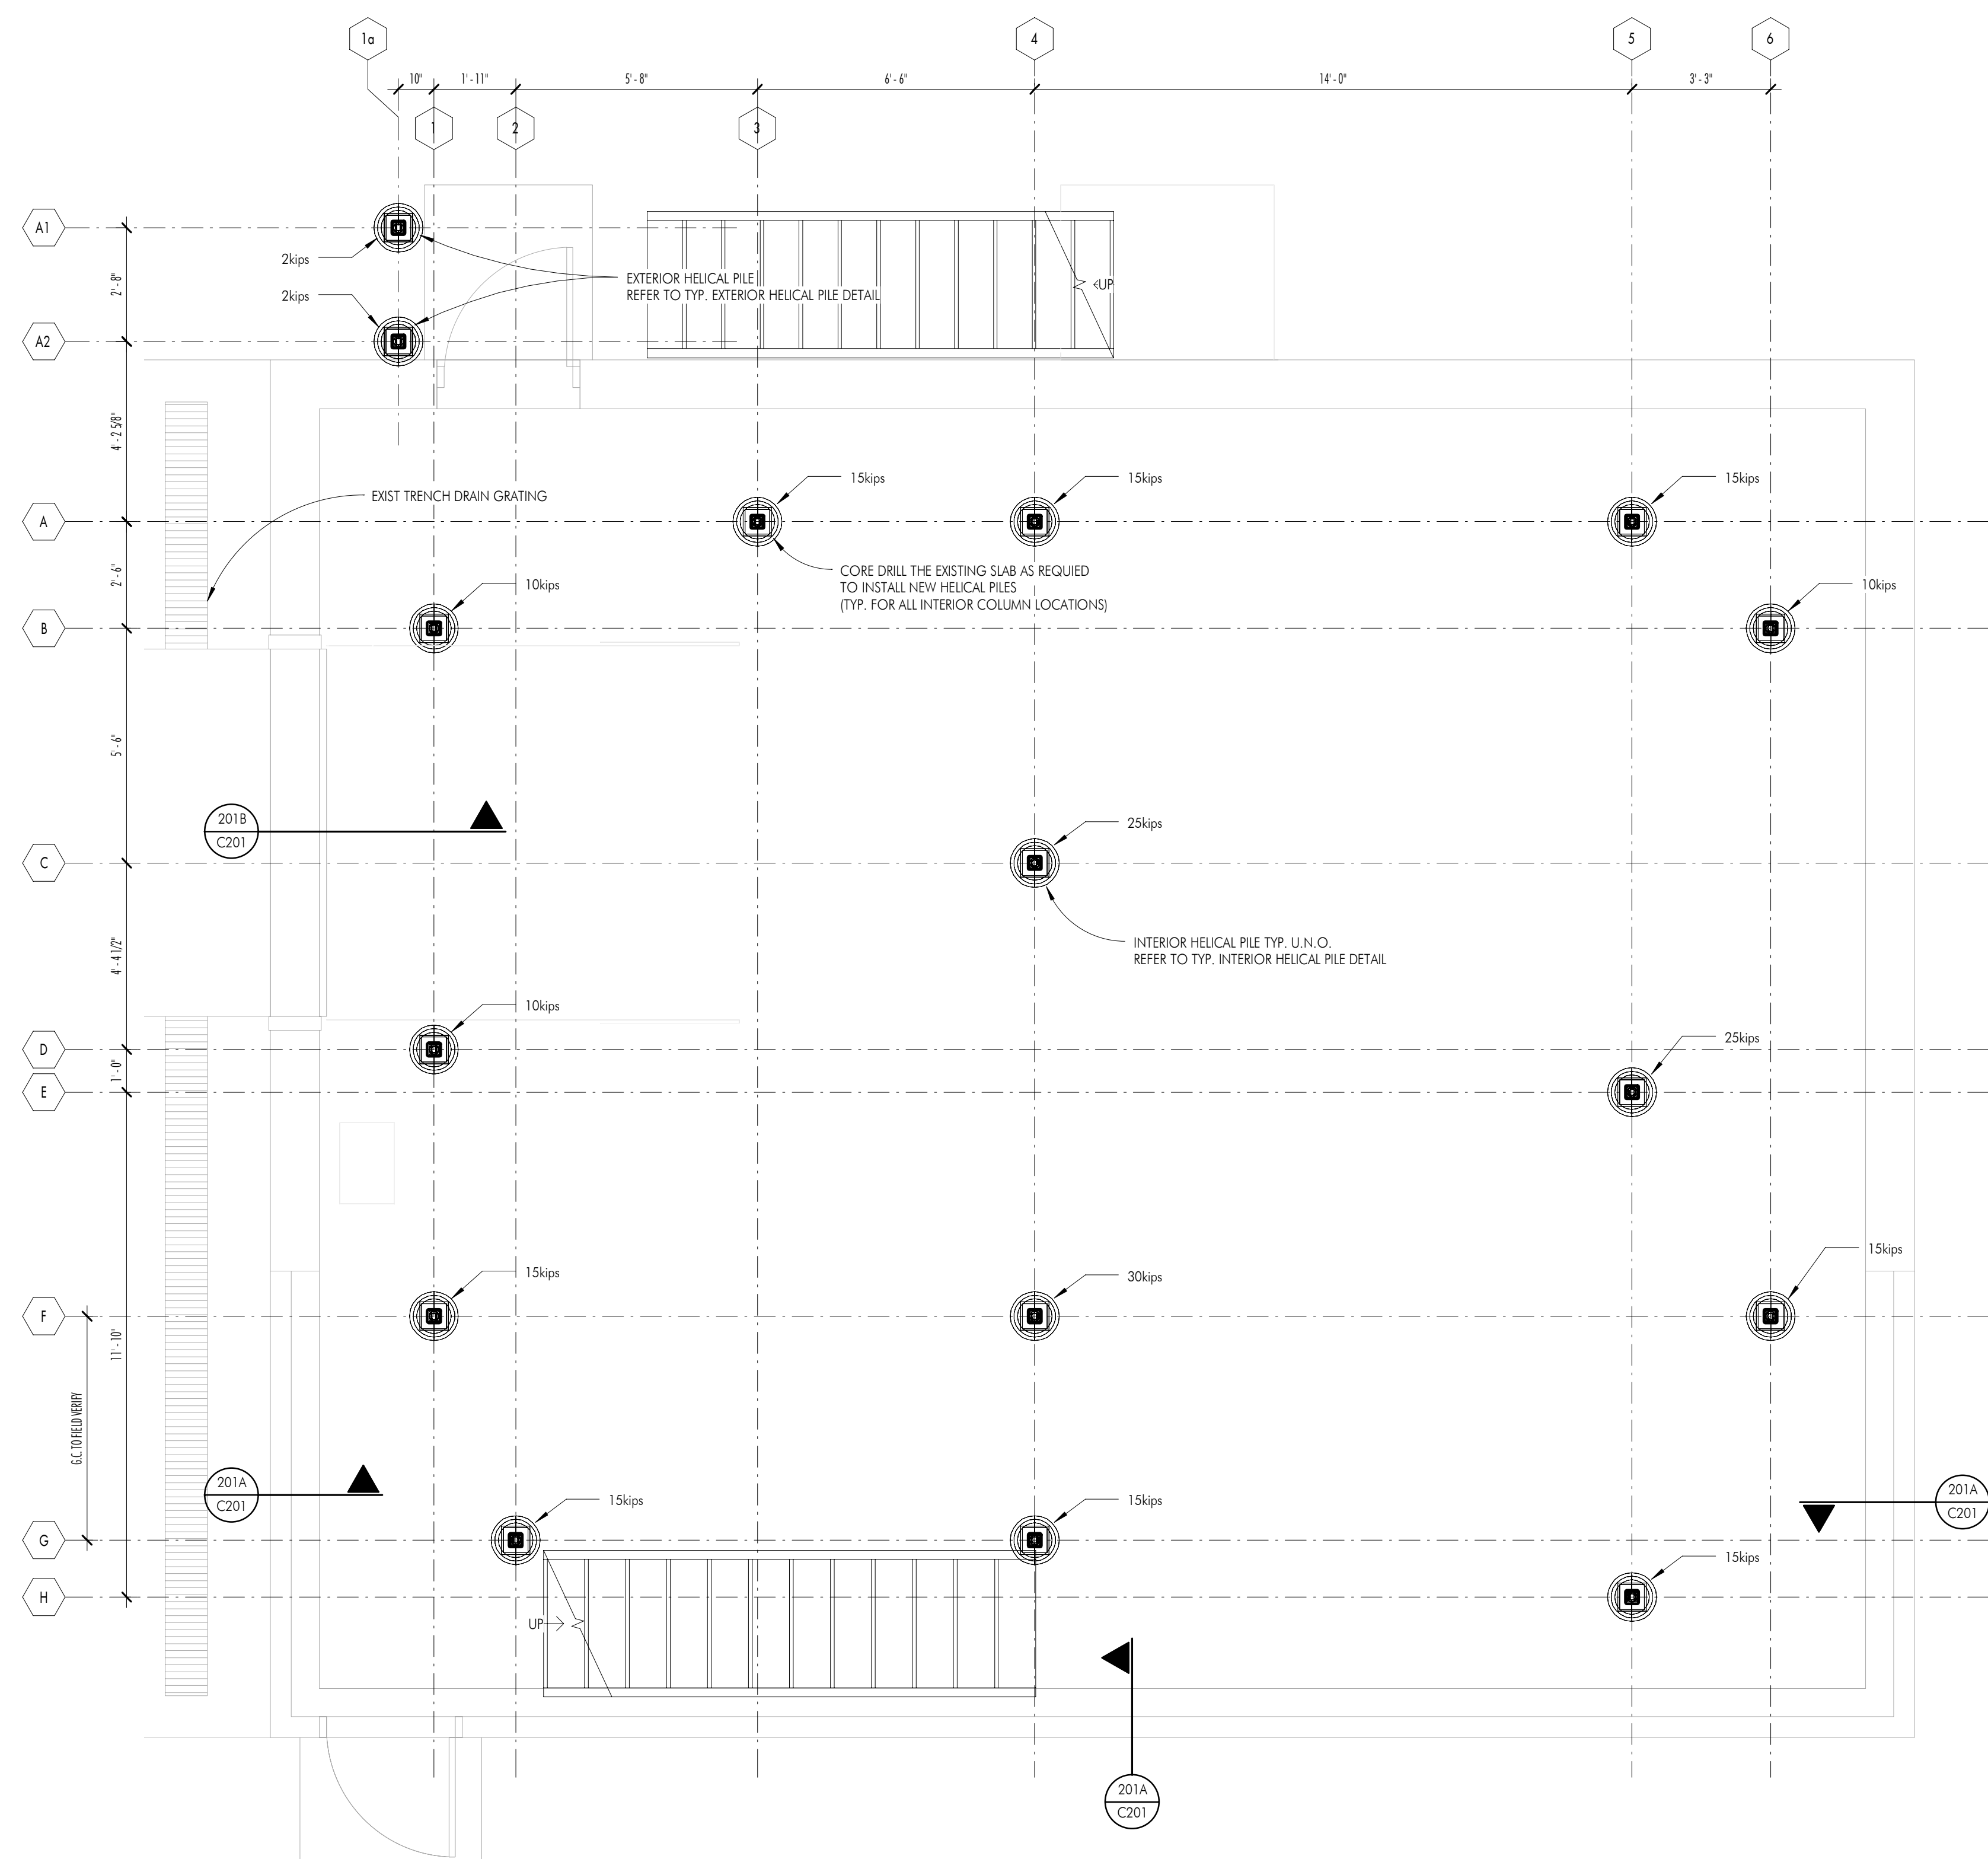 1a
4
5
6
10"
1' - 11"
5' - 8"
6' - 6"
14' - 0"
3' - 3"
1
2
3
A1
2kips
EXTERIOR HELICAL PILE
REFER TO TYP. EXTERIOR HELICAL PILE DETAIL
UP
2' - 8"
2kips
A2
4' - 2 5/8"
15kips
15kips
15kips
EXIST TRENCH DRAIN GRATING
A
CORE DRILL THE EXISTING SLAB AS REQUIED
TO INSTALL NEW HELICAL PILES
(TYP. FOR ALL INTERIOR COLUMN LOCATIONS)
2' - 6"
10kips
10kips
B
5' - 6"
201B
C201
25kips
C
INTERIOR HELICAL PILE TYP. U.N.O.
REFER TO TYP. INTERIOR HELICAL PILE DETAIL
4' - 4 1/2"
10kips
D
25kips
1' - 0"
E
15kips
30kips
15kips
F
11' - 10"
G.C. TO FIELD VERIFY
201A
C201
15kips
15kips
201A
C201
G
15kips
H
UP
201A
C201